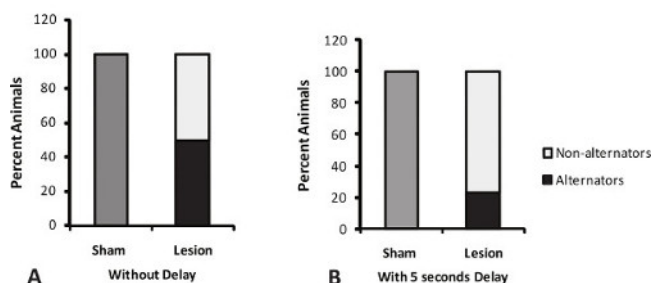 120
100
80
60
40
20
0
Percent Animals
Sham
Lesion
A
Without Delay
120
100
80
60
40
20
0
Percent Animals
Sham
Lesion
B
With 5 seconds Delay
Non-alternators
Alternators